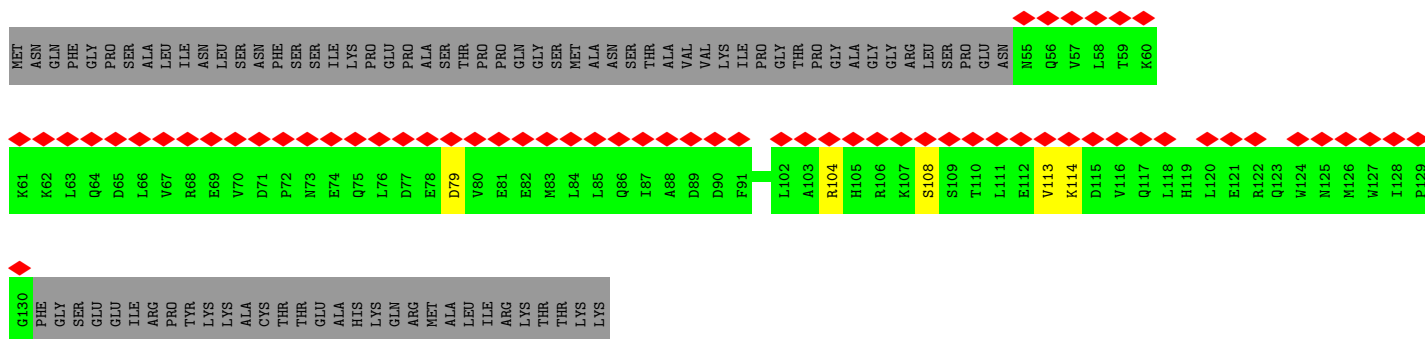 MET ASN GLN PHE GLY PRO SER ALA LEU ILE ASN LEU SER ASN PHE SER SER ILE LYS PRO GLU PRO ALA SER THR PRO PRO GLN GLY SER MET ALA ASN SER THR ALA VAL VAL LYS ILE PRO GLY THR PRO GLY ALA GLY GLY ARG LEU SER PRO GLU ASN N55 Q56 V57 L58 T59 K60
K61 K62 L63 Q64 D65 L66 V67 R68 E69 V70 D71 P72 N73 E74 Q75 L76 D77 E78 D79 V80 E81 E82 M83 L84 L85 Q86 I87 A88 D89 D90 F91 L102 A103 R104 H105 R106 K107 S108 S109 T110 L111 E112 V113 K114 D115 V116 Q117 L118 H119 L120 E121 R122 Q123 W124 N125 M126 W127 I128 P129
G130 PHE GLY SER GLU GLU ILE ARG PRO TYR LYS LYS ALA CYS THR THR GLU ALA HIS LYS GLN ARG MET ALA LEU ILE ARG LYS THR THR LYS LYS